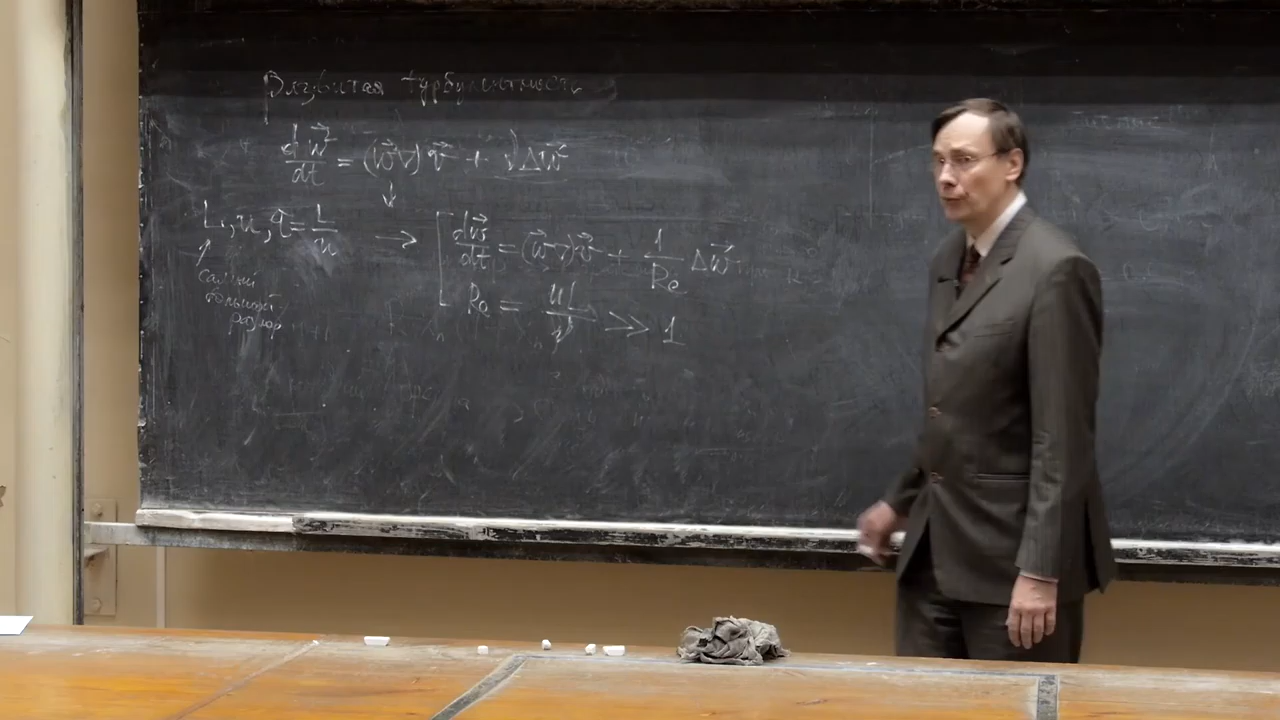 Развитая турбулентность
dw⃗/dt = (w⃗∇)v⃗ + νΔw⃗
↓
L, u, τ = L/u ⇒ [ dw⃗/dt = (w⃗∇)v⃗ + 1/Re Δw⃗
самый
большой
размер
Re = uL/ν >> 1